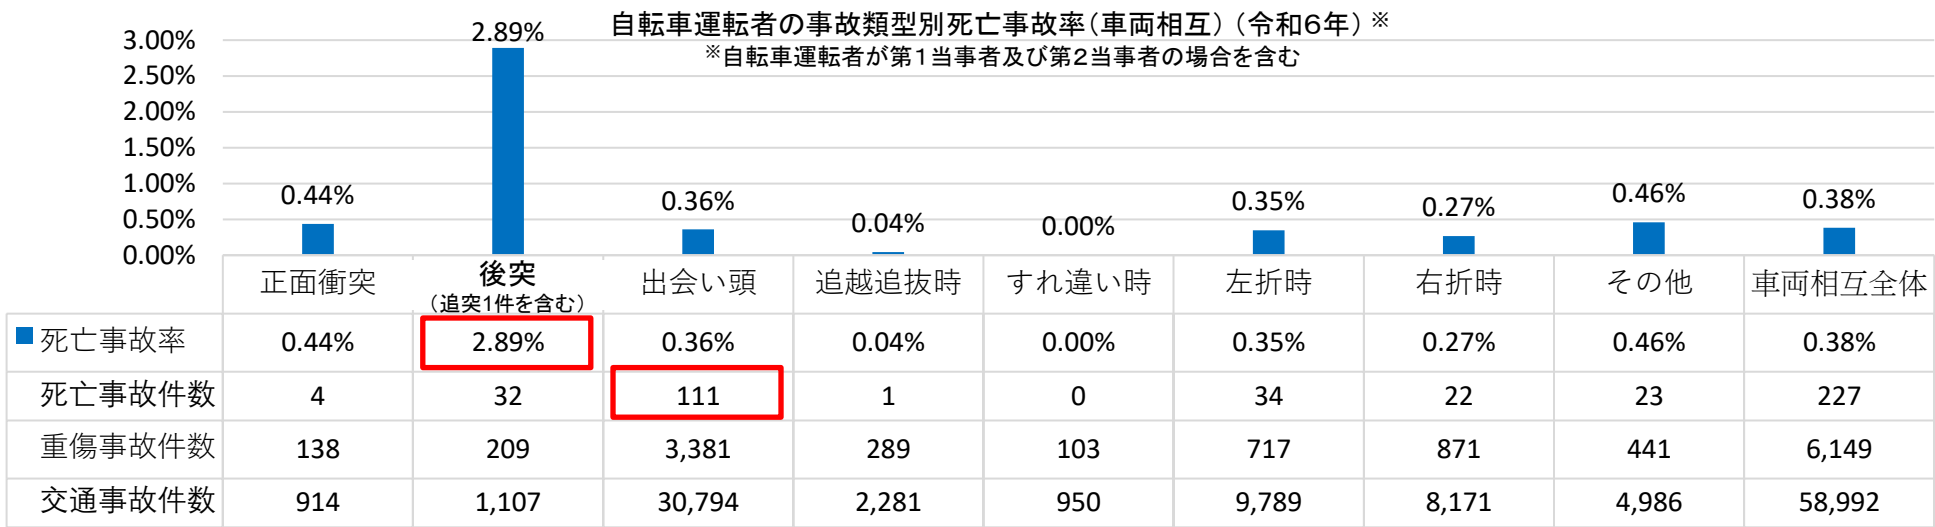 自転車運転者の事故類型別死亡事故率(車両相互)(令和6年)※
※自転車運転者が第1当事者及び第2当事者の場合を含む
3.00%
2.50%
2.00%
1.50%
1.00%
0.50%
0.00%
0.44% 2.89% 0.36% 0.04% 0.00% 0.35% 0.27% 0.46% 0.38%
正面衝突 後突 出会い頭 追越追抜時 すれ違い時 左折時 右折時 その他 車両相互全体
(追突1件を含む)
死亡事故率 0.44% 2.89% 0.36% 0.04% 0.00% 0.35% 0.27% 0.46% 0.38%
死亡事故件数 4 32 111 1 0 34 22 23 227
重傷事故件数 138 209 3,381 289 103 717 871 441 6,149
交通事故件数 914 1,107 30,794 2,281 950 9,789 8,171 4,986 58,992